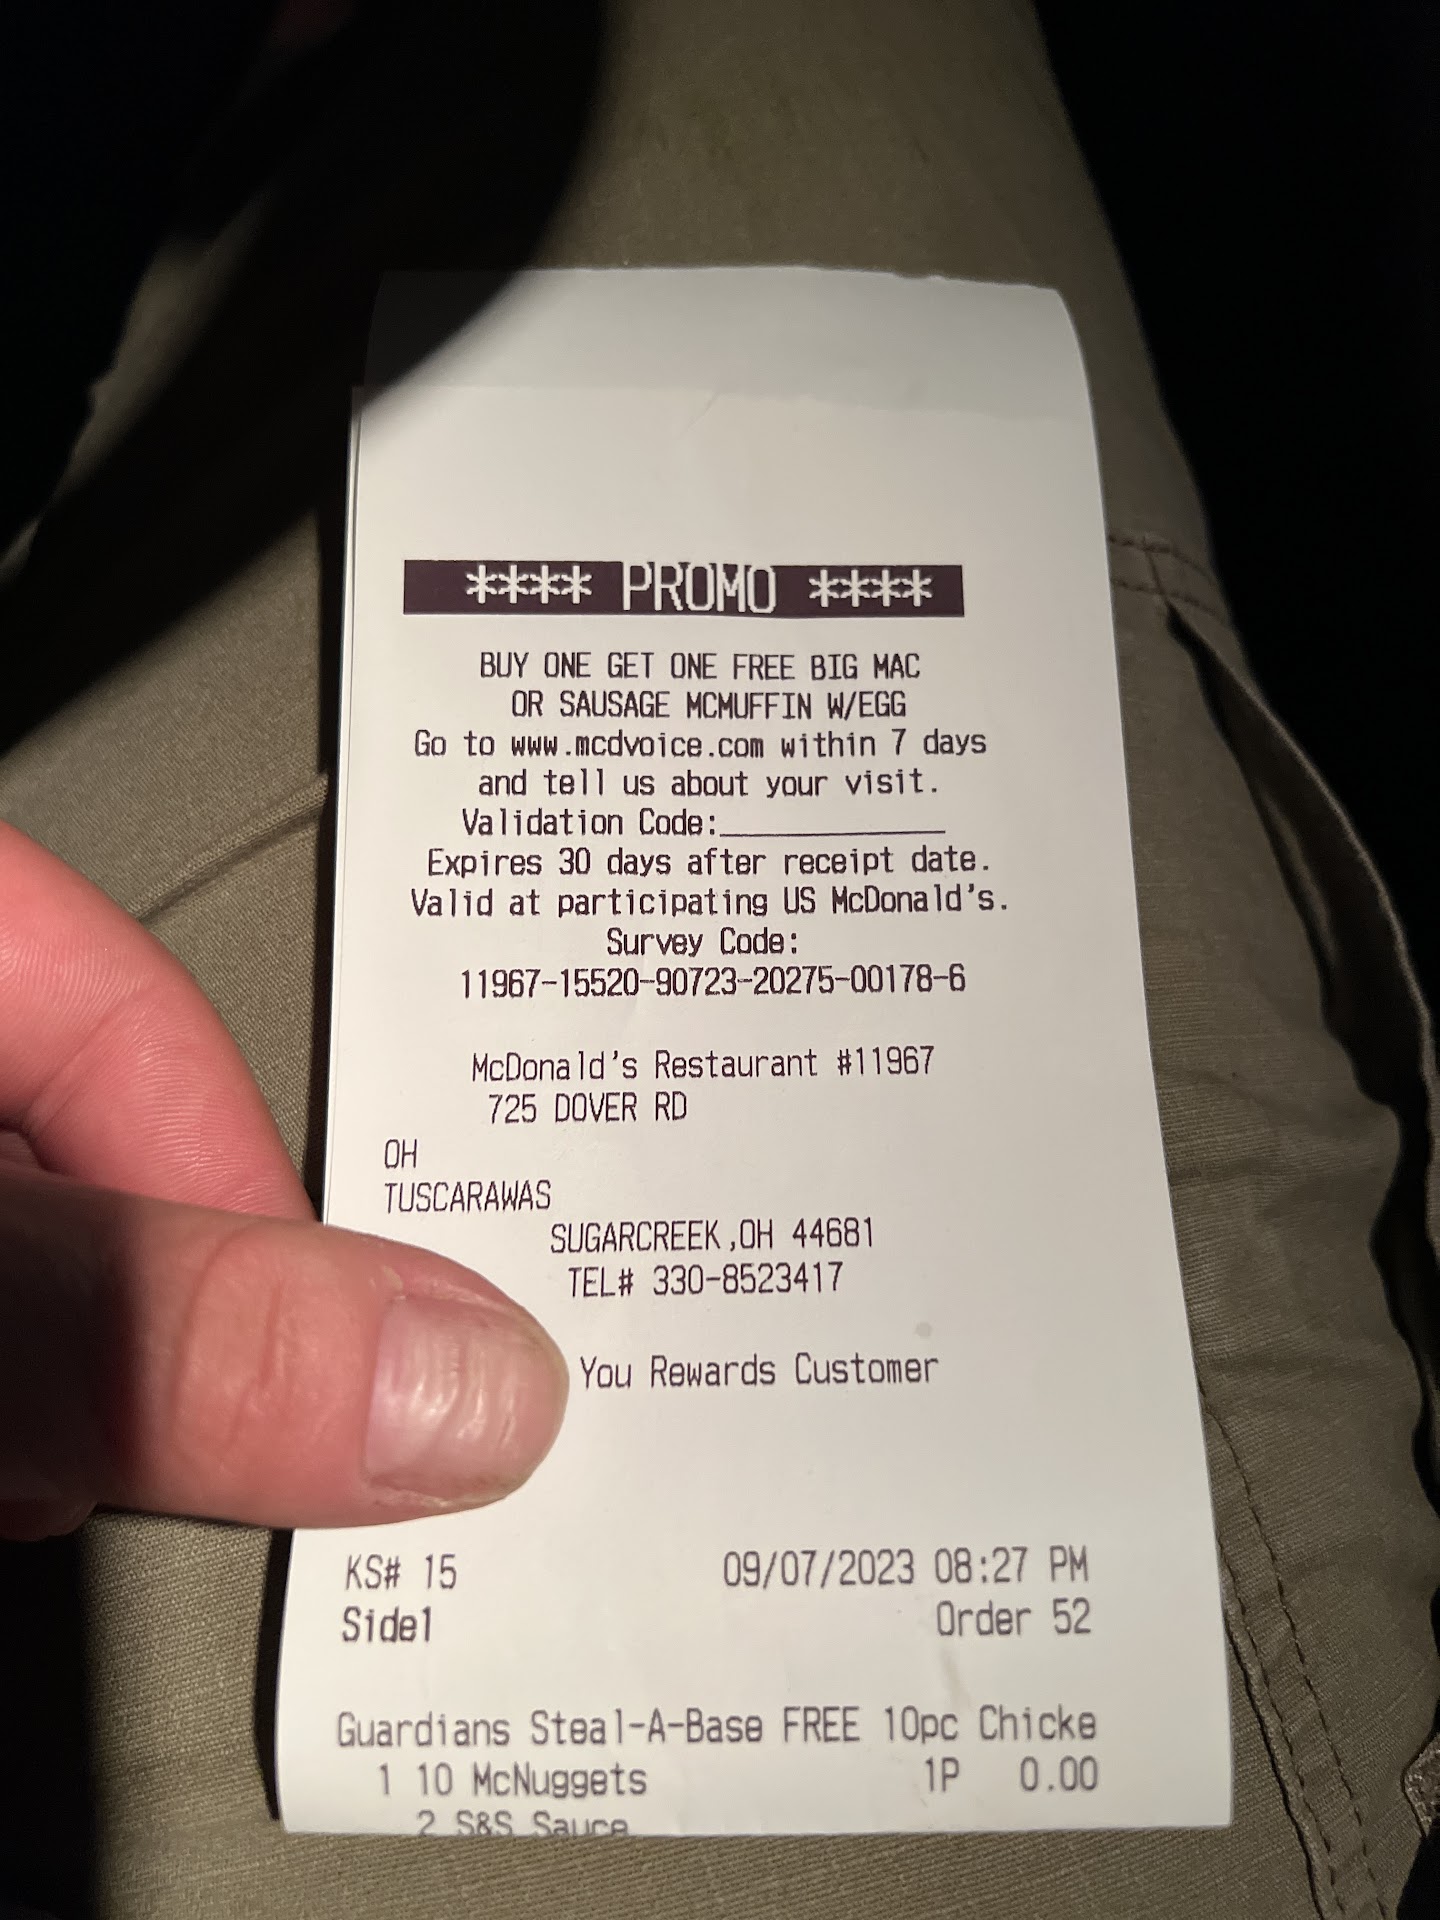 **** PROMO ****
BUY ONE GET ONE FREE BIG MAC
OR SAUSAGE MCMUFFIN W/EGG
Go to www.mcdvoice.com within 7 days
and tell us about your visit.
Validation Code:______________
Expires 30 days after receipt date.
Valid at participating US McDonald's.
Survey Code:
11967-15520-90723-20275-00178-6
McDonald's Restaurant #11967
725 DOVER RD
OH
TUSCARAWAS
SUGARCREEK,OH 44681
TEL# 330-8523417
You Rewards Customer
KS# 15 09/07/2023 08:27 PM
Side1 Order 52
Guardians Steal-A-Base FREE 10pc Chicke
1 10 McNuggets 1P 0.00
2 S&S Sauce